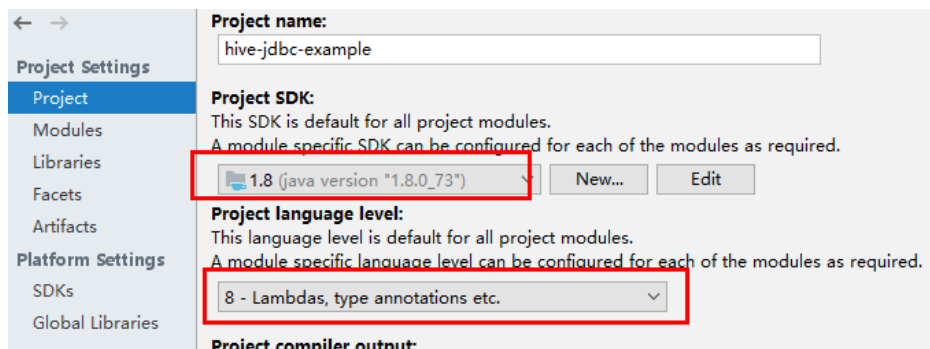 Project Settings
Project
Modules
Libraries
Facets
Artifacts
Platform Settings
SDKs
Global Libraries
Project name:
hive-jdbc-example
Project SDK:
This SDK is default for all project modules.
A module specific SDK can be configured for each of the modules as required.
1.8 (java version "1.8.0_73")
New...
Edit
Project language level:
This language level is default for all project modules.
A module specific language level can be configured for each of the modules as required.
8 - Lambdas, type annotations etc.
Project compiler output: